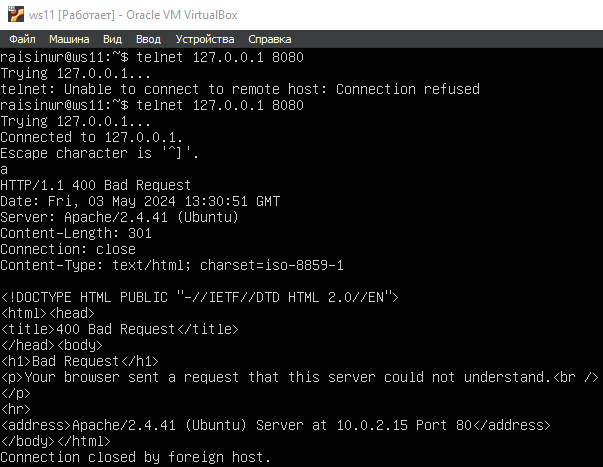 ws11 [Работает] - Oracle VM VirtualBox
Файл Машина Вид Ввод Устройства Справка
raisinwr@ws11:~$ telnet 127.0.0.1 8080
Trying 127.0.0.1...
telnet: Unable to connect to remote host: Connection refused
raisinwr@ws11:~$ telnet 127.0.0.1 8080
Trying 127.0.0.1...
Connected to 127.0.0.1.
Escape character is '^]'.
a
HTTP/1.1 400 Bad Request
Date: Fri, 03 May 2024 13:30:51 GMT
Server: Apache/2.4.41 (Ubuntu)
Content-Length: 301
Connection: close
Content-Type: text/html; charset=iso-8859-1
<!DOCTYPE HTML PUBLIC "-//IETF//DTD HTML 2.0//EN">
<html><head>
<title>400 Bad Request</title>
</head><body>
<h1>Bad Request</h1>
<p>Your browser sent a request that this server could not understand.<br />
</p>
<hr>
<address>Apache/2.4.41 (Ubuntu) Server at 10.0.2.15 Port 80</address>
</body></html>
Connection closed by foreign host.